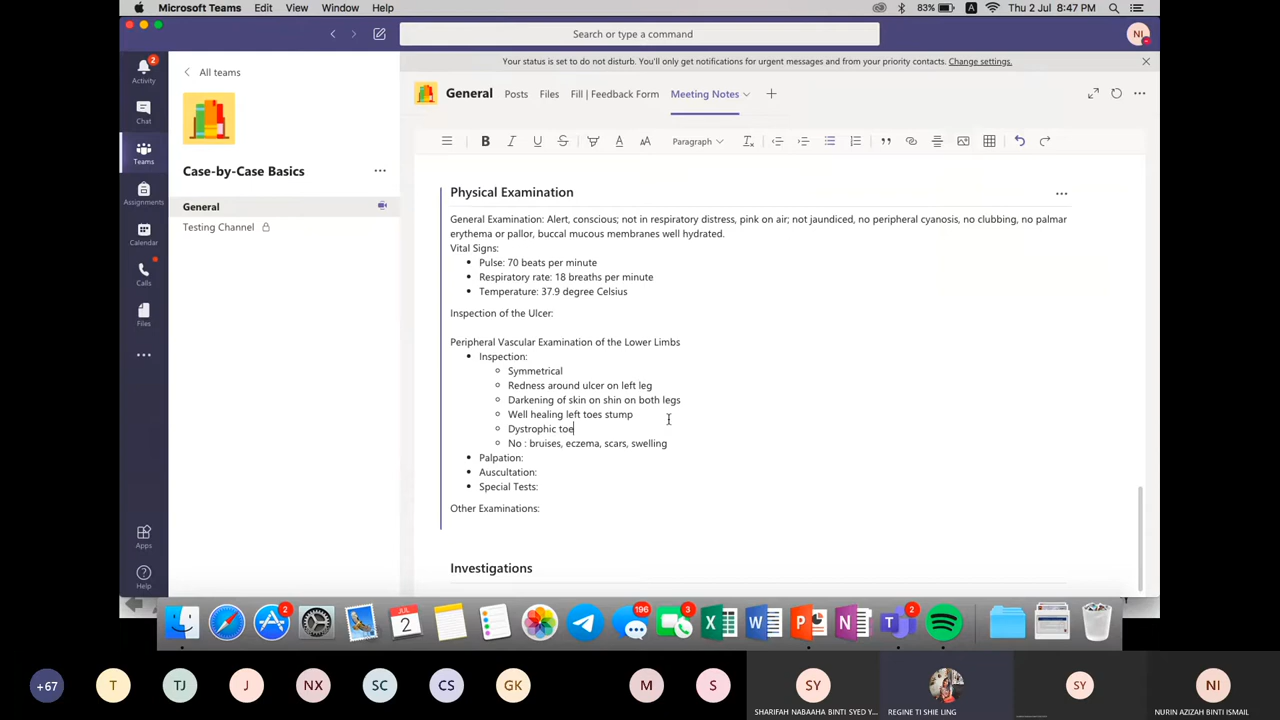 Microsoft Teams Edit View Window Help 83% A Thu 2 Jul 8:47 PM
Search or type a command NI
Your status is set to do not disturb. You'll only get notifications for urgent messages and from your priority contacts. Change settings.
2
Activity
Chat
Teams
Assignments
Calendar
Calls
Files
Apps
Help
All teams
Case-by-Case Basics
General
Testing Channel
General Posts Files Fill | Feedback Form Meeting Notes
B I U S A AA Paragraph
Physical Examination
General Examination: Alert, conscious; not in respiratory distress, pink on air; not jaundiced, no peripheral cyanosis, no clubbing, no palmar
erythema or pallor, buccal mucous membranes well hydrated.
Vital Signs:
Pulse: 70 beats per minute
Respiratory rate: 18 breaths per minute
Temperature: 37.9 degree Celsius
Inspection of the Ulcer:
Peripheral Vascular Examination of the Lower Limbs
Inspection:
Symmetrical
Redness around ulcer on left leg
Darkening of skin on shin on both legs
Well healing left toes stump
Dystrophic toe
No : bruises, eczema, scars, swelling
Palpation:
Auscultation:
Special Tests:
Other Examinations:
Investigations
2 JUL 2 196 3 X W P N T 2
+67 T TJ J NX SC CS GK M S SY SY NI
SHARIFAH NABAAHA BINTI SYED Y... REGINE TI SHIE LING NURIN AZIZAH BINTI ISMAIL